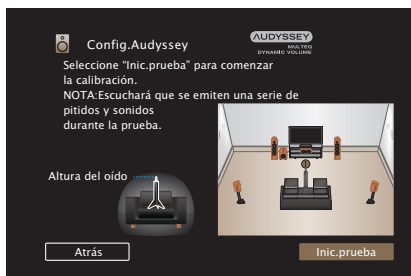 Config.Audyssey
AUDYSSEY
MULTEQ
DYNAMIC VOLUME
Seleccione “Inic.prueba” para comenzar
la calibración.
NOTA:Escuchará que se emiten una serie de
pitidos y sonidos
durante la prueba.
Altura del oído
Atrás
Inic.prueba